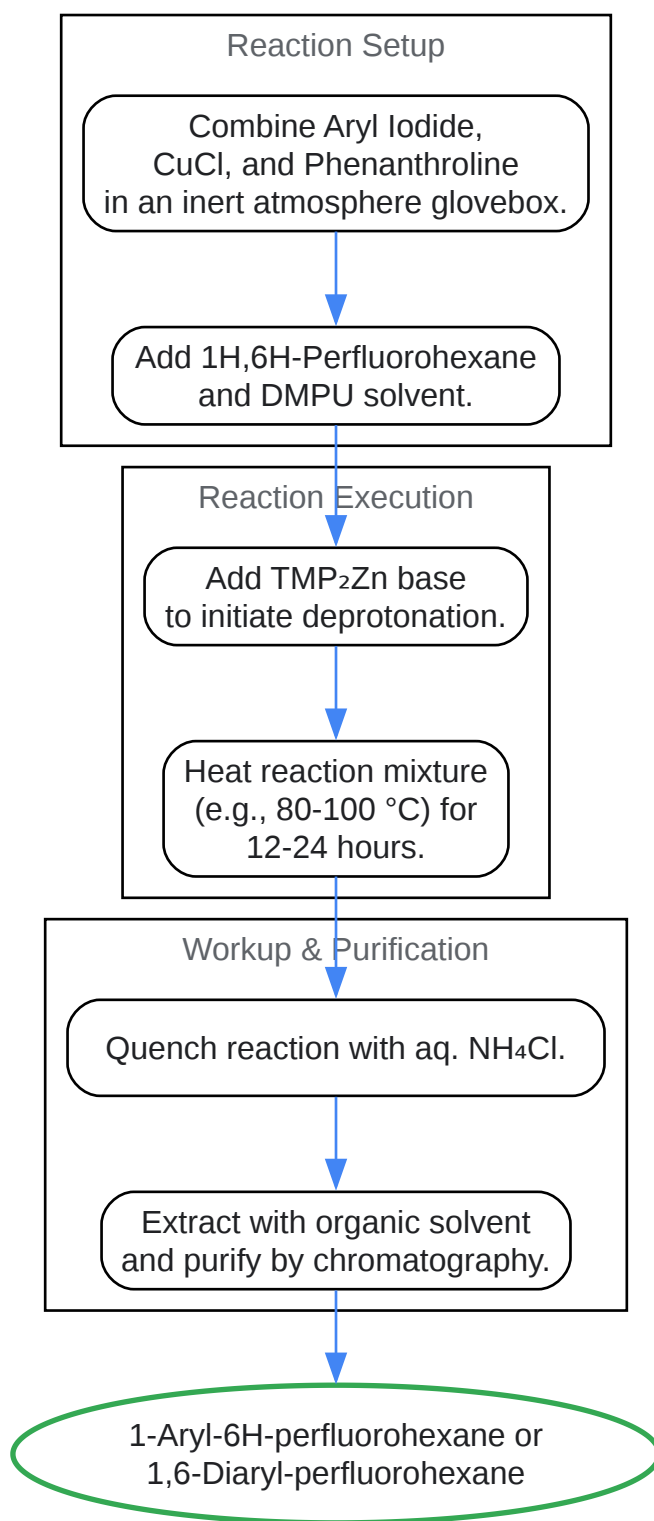 Reaction Setup
Combine Aryl Iodide,
CuCl, and Phenanthroline
in an inert atmosphere glovebox.
Add 1H,6H-Perfluorohexane
and DMPU solvent.
Reaction Execution
Add TMP₂Zn base
to initiate deprotonation.
Heat reaction mixture
(e.g., 80-100 °C) for
12-24 hours.
Workup & Purification
Quench reaction with aq. NH₄Cl.
Extract with organic solvent
and purify by chromatography.
1-Aryl-6H-perfluorohexane or
1,6-Diaryl-perfluorohexane